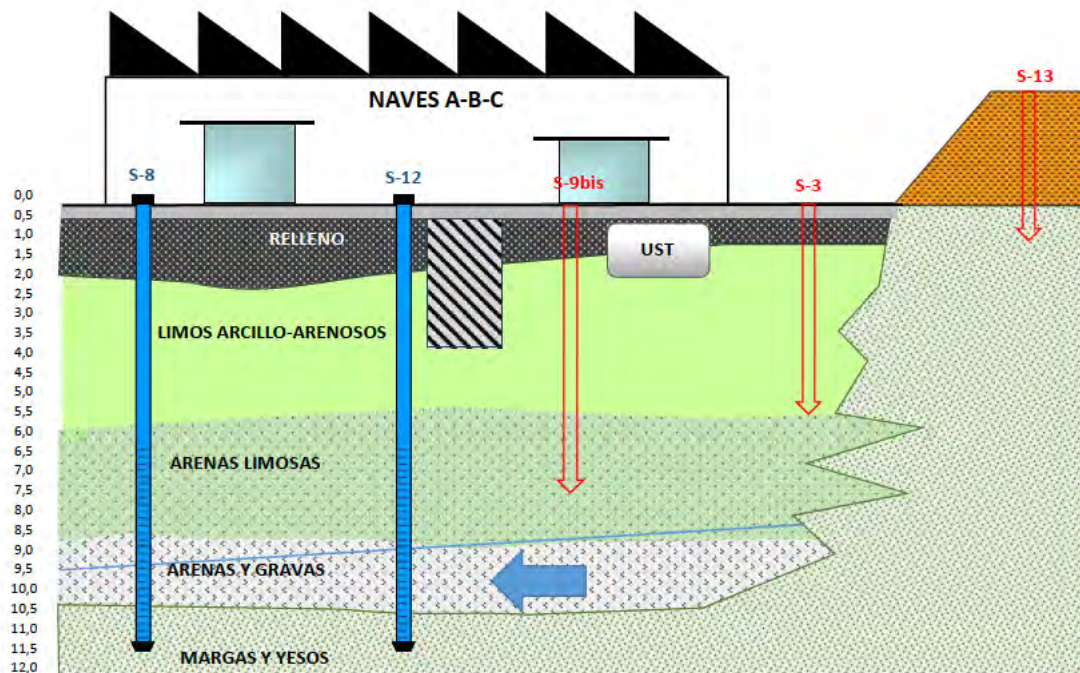 NAVES A-B-C
S-13
S-8
S-12
S-9bis
S-3
0,0
0,5
1,0
1,5
2,0
2,5
3,0
3,5
4,0
4,5
5,0
5,5
6,0
6,5
7,0
7,5
8,0
8,5
9,0
9,5
10,0
10,5
11,0
11,5
12,0
RELLENO
UST
LIMOS ARCILLO-ARENOSOS
ARENAS LIMOSAS
ARENAS Y GRAVAS
MARGAS Y YESOS